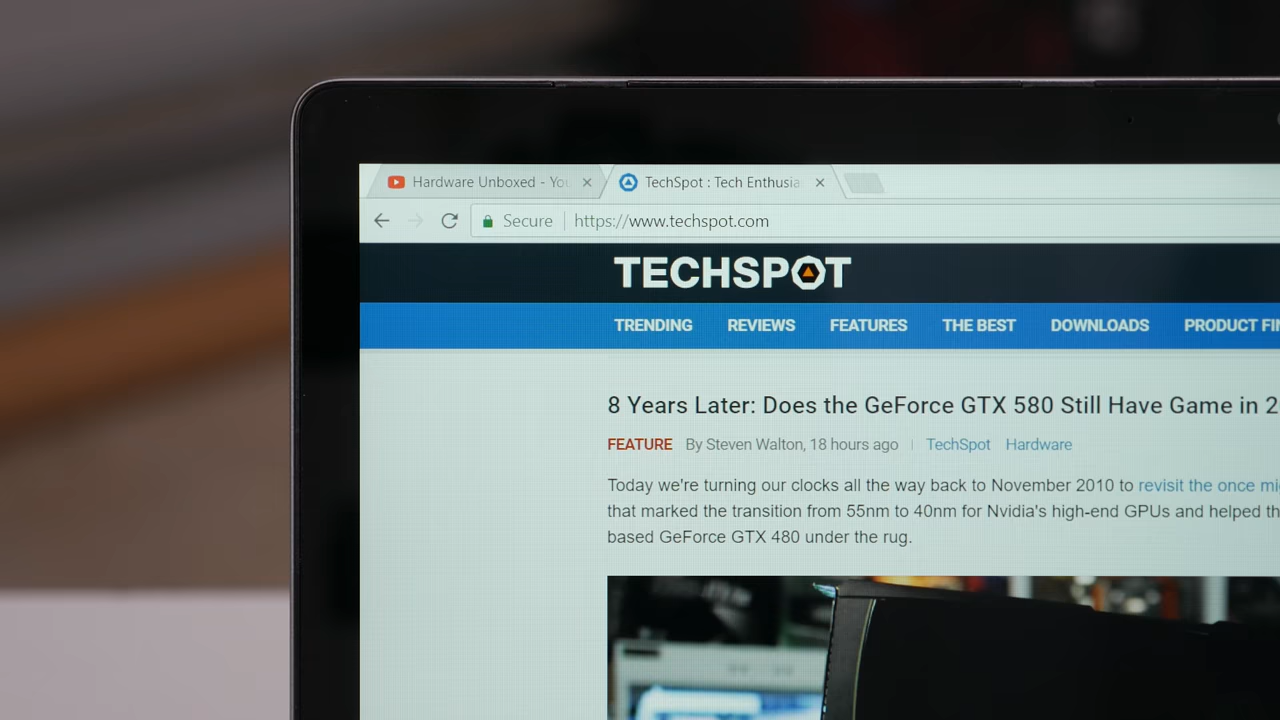 Hardware Unboxed - You
TechSpot : Tech Enthusia
Secure | https://www.techspot.com
TECHSPOT
TRENDING REVIEWS FEATURES THE BEST DOWNLOADS PRODUCT FI
8 Years Later: Does the GeForce GTX 580 Still Have Game in 2
FEATURE By Steven Walton, 18 hours ago | TechSpot Hardware
Today we're turning our clocks all the way back to November 2010 to revisit the once mi
that marked the transition from 55nm to 40nm for Nvidia's high-end GPUs and helped th
based GeForce GTX 480 under the rug.